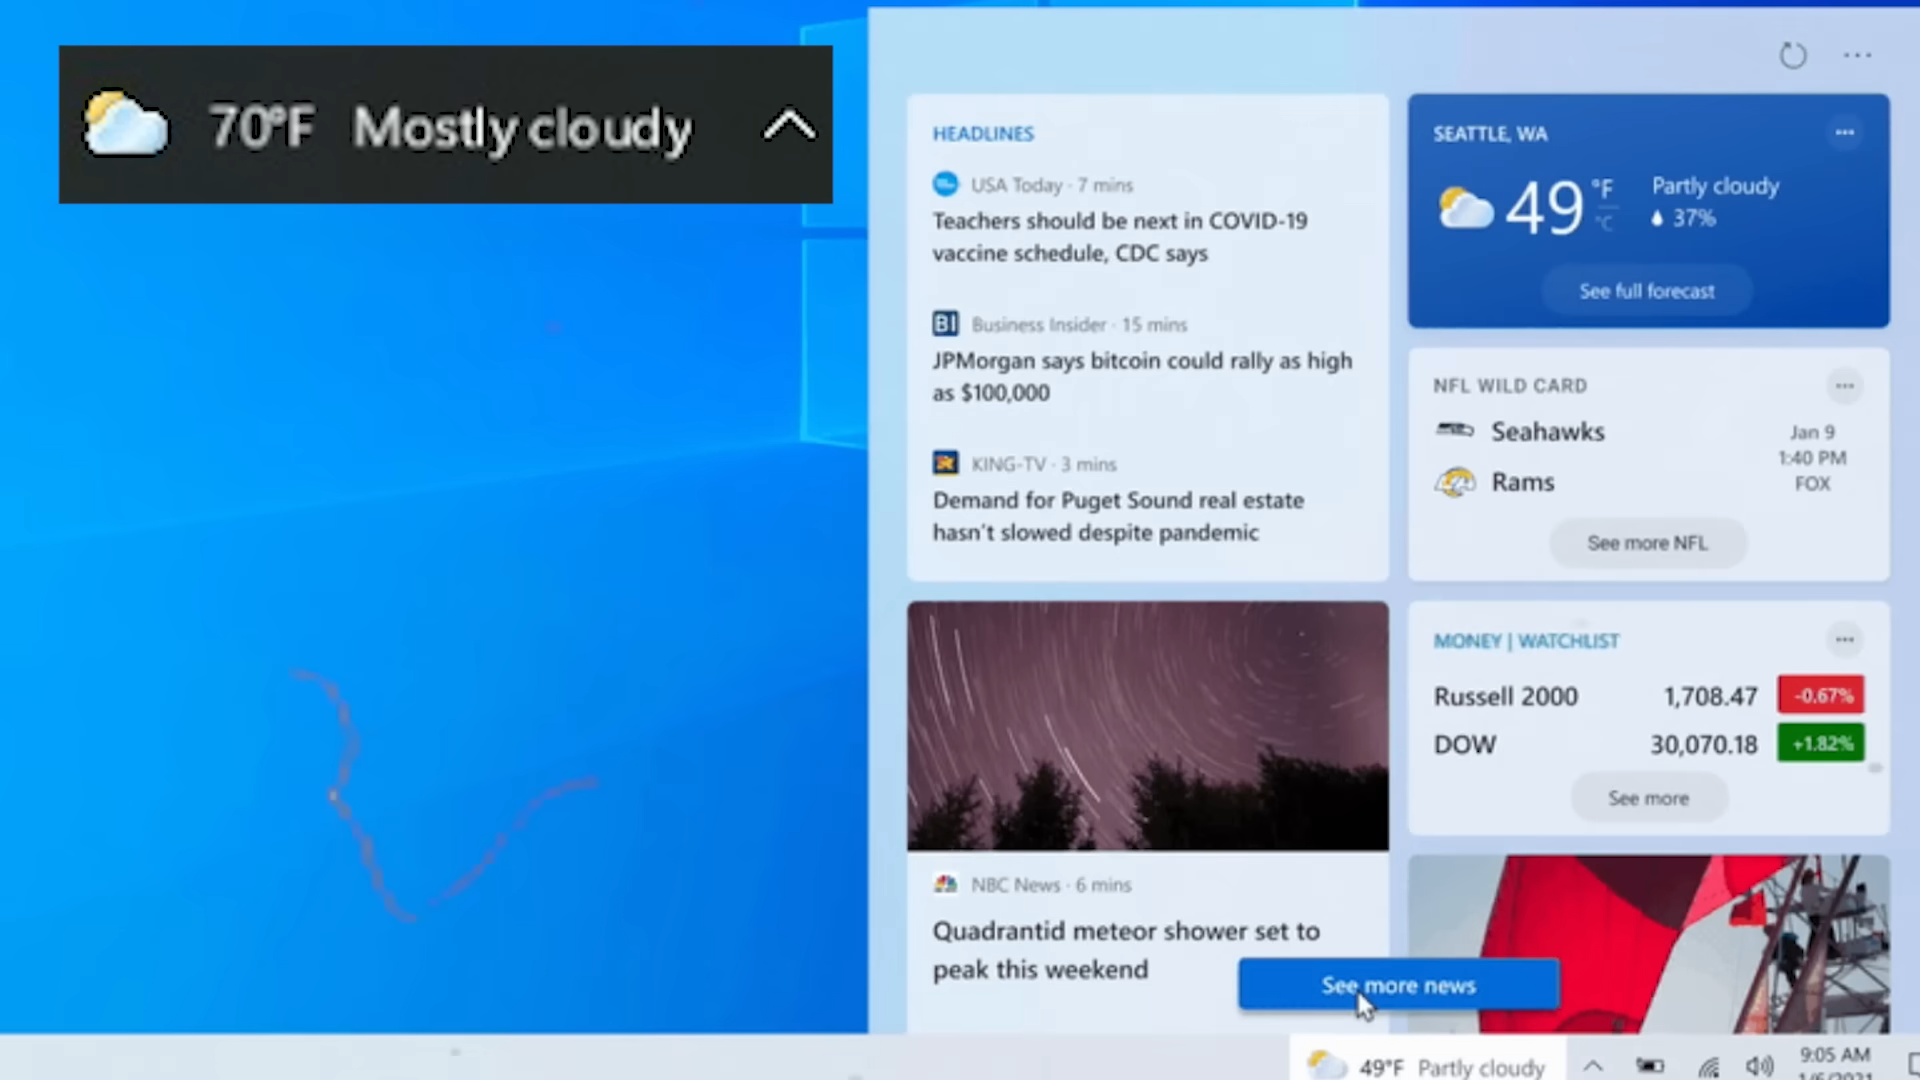 70°F Mostly cloudy
HEADLINES
USA Today · 7 mins
Teachers should be next in COVID-19
vaccine schedule, CDC says
BI Business Insider · 15 mins
JPMorgan says bitcoin could rally as high
as $100,000
KING-TV · 3 mins
Demand for Puget Sound real estate
hasn't slowed despite pandemic
NBC News · 6 mins
Quadrantid meteor shower set to
peak this weekend
SEATTLE, WA
49 °F
°C
Partly cloudy
37%
See full forecast
NFL WILD CARD
Seahawks
Rams
Jan 9
1:40 PM
FOX
See more NFL
MONEY | WATCHLIST
Russell 2000 1,708.47 -0.67%
DOW 30,070.18 +1.82%
See more
See more news
49°F Partly cloudy
9:05 AM
1/6/2021